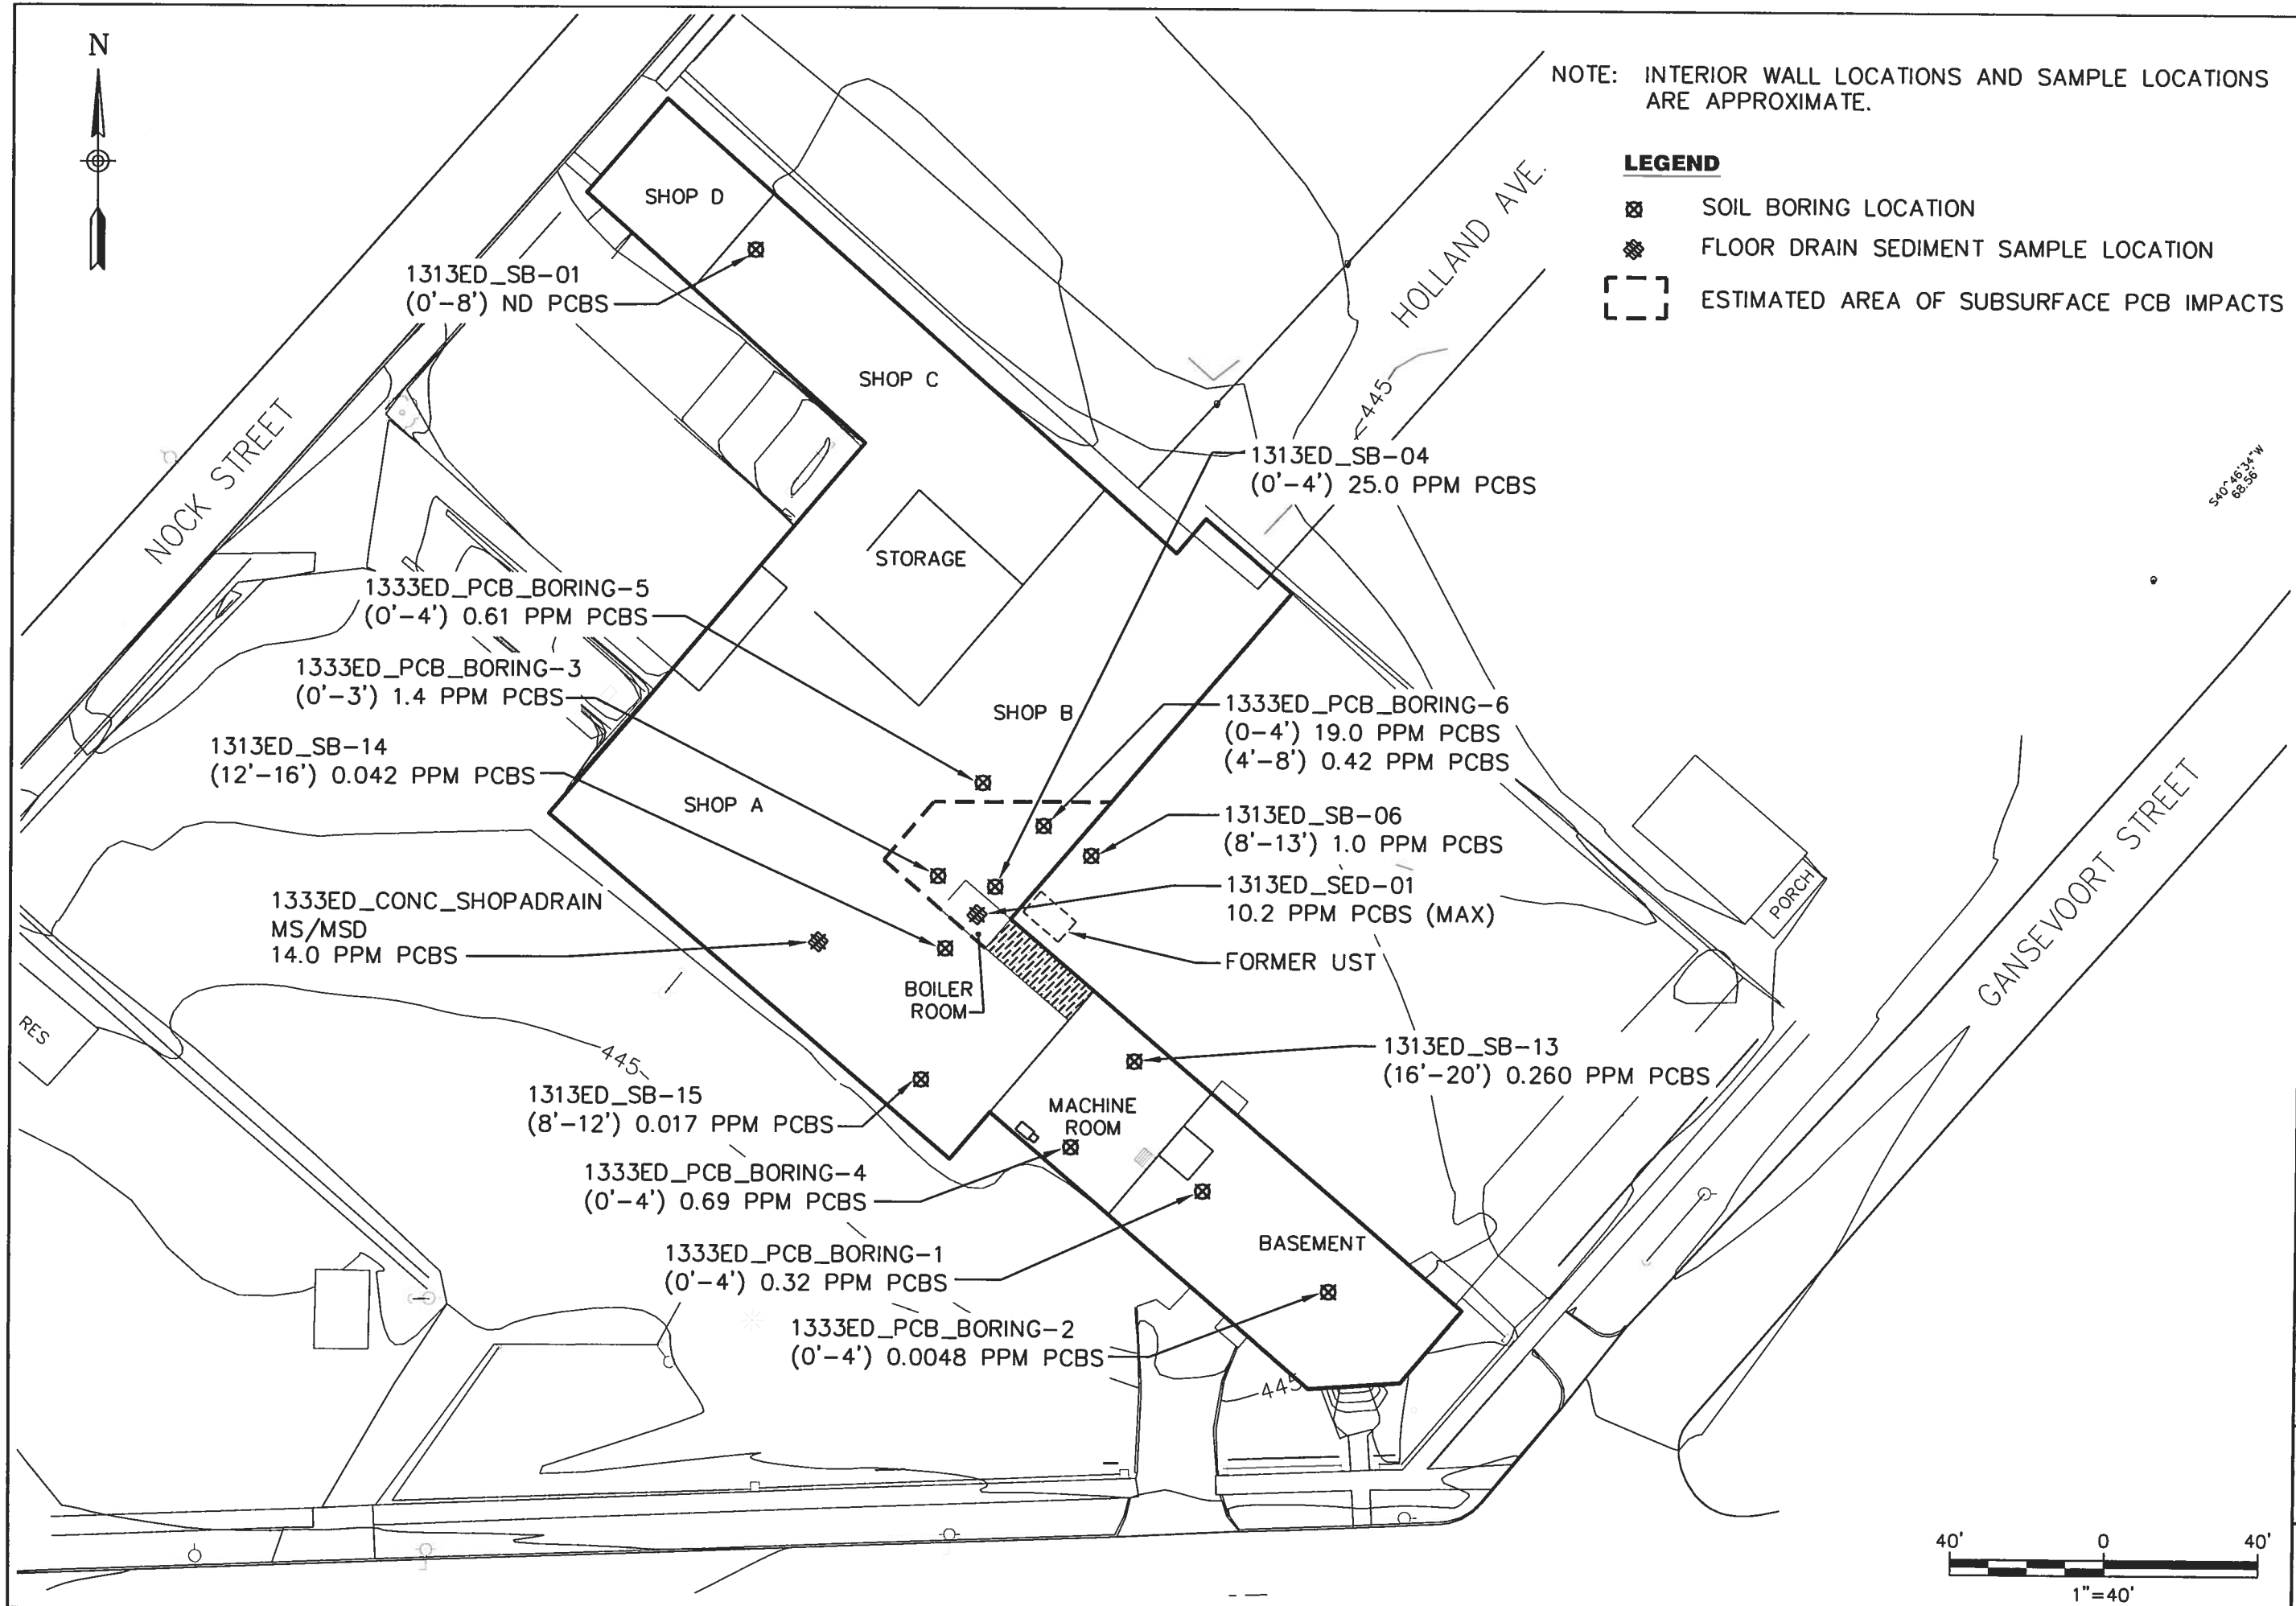 N
NOTE: INTERIOR WALL LOCATIONS AND SAMPLE LOCATIONS
ARE APPROXIMATE.
LEGEND
SOIL BORING LOCATION
FLOOR DRAIN SEDIMENT SAMPLE LOCATION
ESTIMATED AREA OF SUBSURFACE PCB IMPACTS
HOLLAND AVE.
NOCK STREET
GANSEVOORT STREET
SHOP D
1313ED_SB-01
(0'-8') ND PCBS
SHOP C
445
1313ED_SB-04
(0'-4') 25.0 PPM PCBS
S40°46'34"W
68.56'
STORAGE
1333ED_PCB_BORING-5
(0'-4') 0.61 PPM PCBS
1333ED_PCB_BORING-3
(0'-3') 1.4 PPM PCBS
SHOP B
1333ED_PCB_BORING-6
(0-4') 19.0 PPM PCBS
(4'-8') 0.42 PPM PCBS
1313ED_SB-14
(12'-16') 0.042 PPM PCBS
SHOP A
1313ED_SB-06
(8'-13') 1.0 PPM PCBS
1313ED_SED-01
10.2 PPM PCBS (MAX)
PORCH
1333ED_CONC_SHOPADRAIN
MS/MSD
14.0 PPM PCBS
FORMER UST
BOILER
ROOM
RES
445
1313ED_SB-13
(16'-20') 0.260 PPM PCBS
1313ED_SB-15
(8'-12') 0.017 PPM PCBS
MACHINE
ROOM
1333ED_PCB_BORING-4
(0'-4') 0.69 PPM PCBS
1333ED_PCB_BORING-1
(0'-4') 0.32 PPM PCBS
BASEMENT
1333ED_PCB_BORING-2
(0'-4') 0.0048 PPM PCBS
445
40' 0 40'
1"=40'